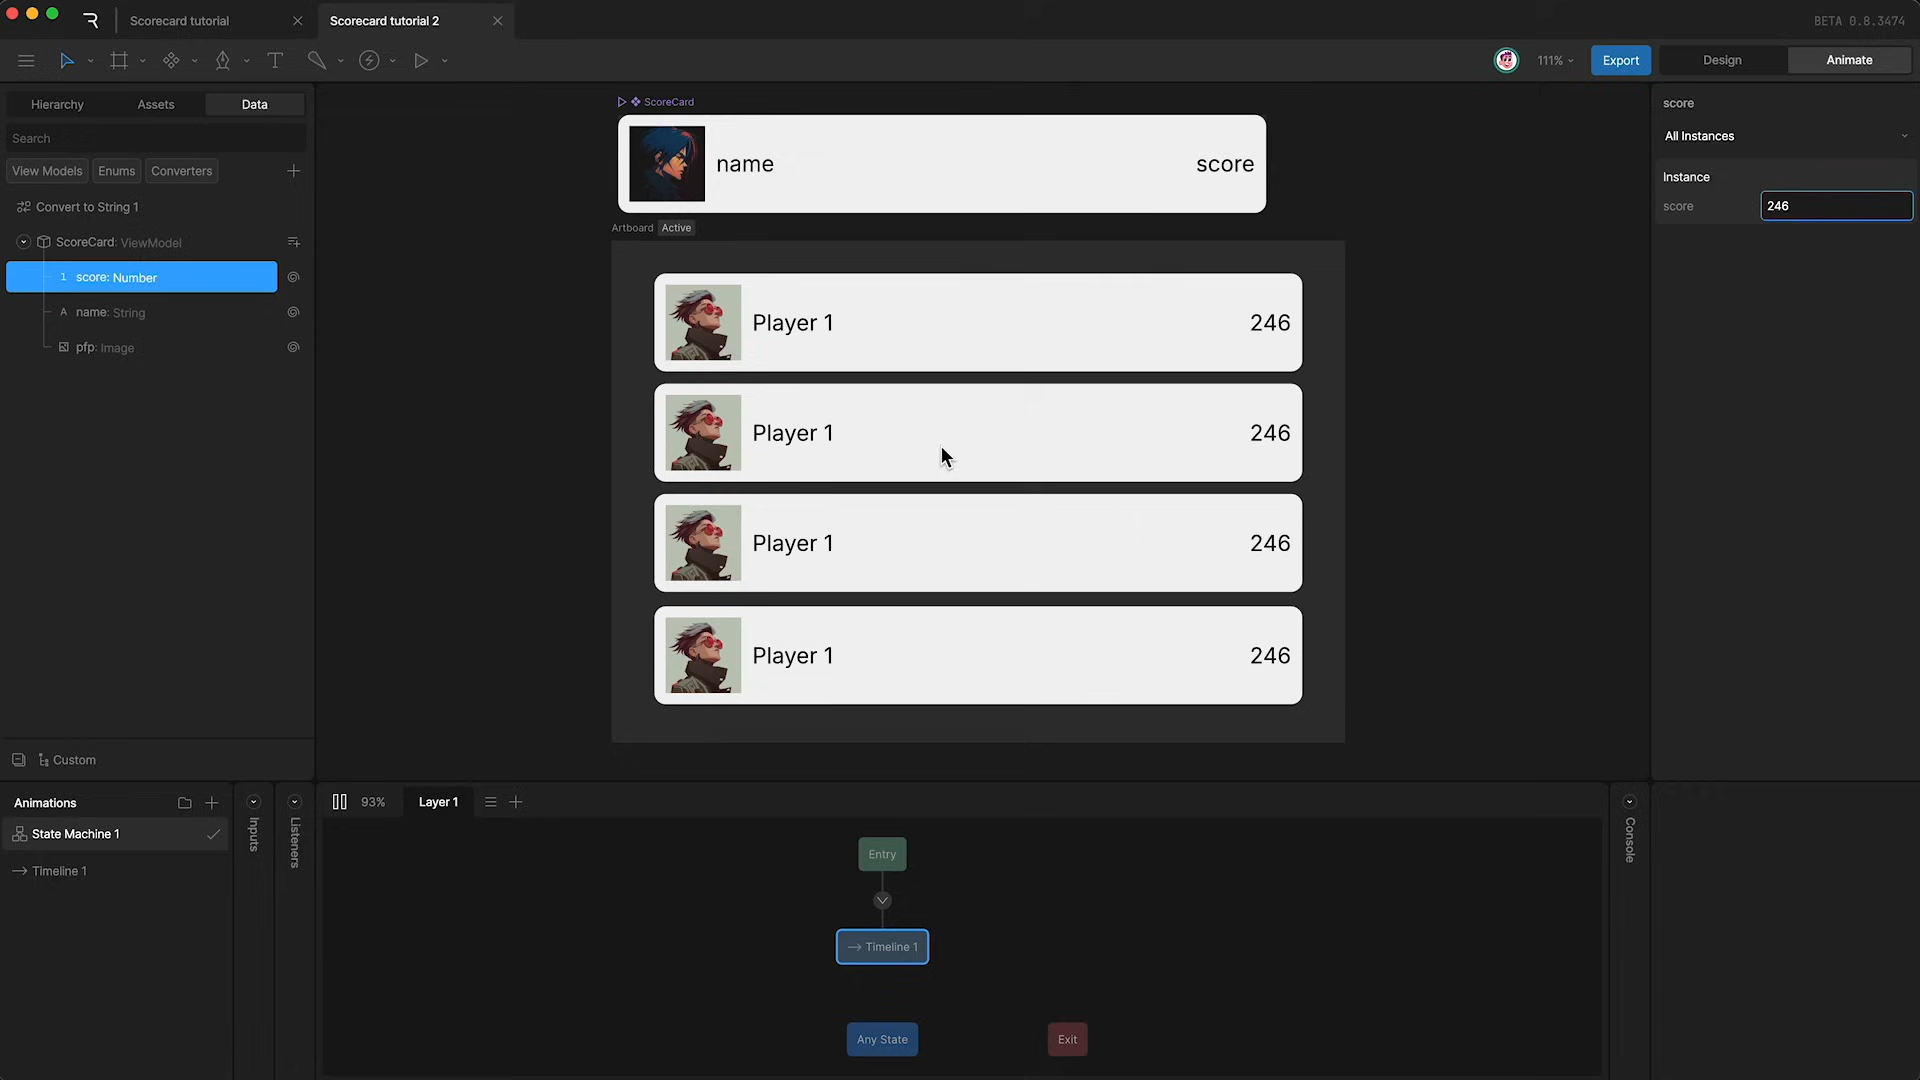 Scorecard tutorial
Scorecard tutorial 2
BETA 0.8.3474
111%
Export
Design
Animate
Hierarchy
Assets
Data
Search
View Models
Enums
Converters
Convert to String 1
ScoreCard: ViewModel
1 score: Number
A name: String
pfp: Image
Custom
ScoreCard
name
score
Artboard
Active
Player 1
246
Player 1
246
Player 1
246
Player 1
246
score
All Instances
Instance
score
246
Animations
State Machine 1
Timeline 1
Inputs
Listeners
93%
Layer 1
Entry
Timeline 1
Any State
Exit
Console